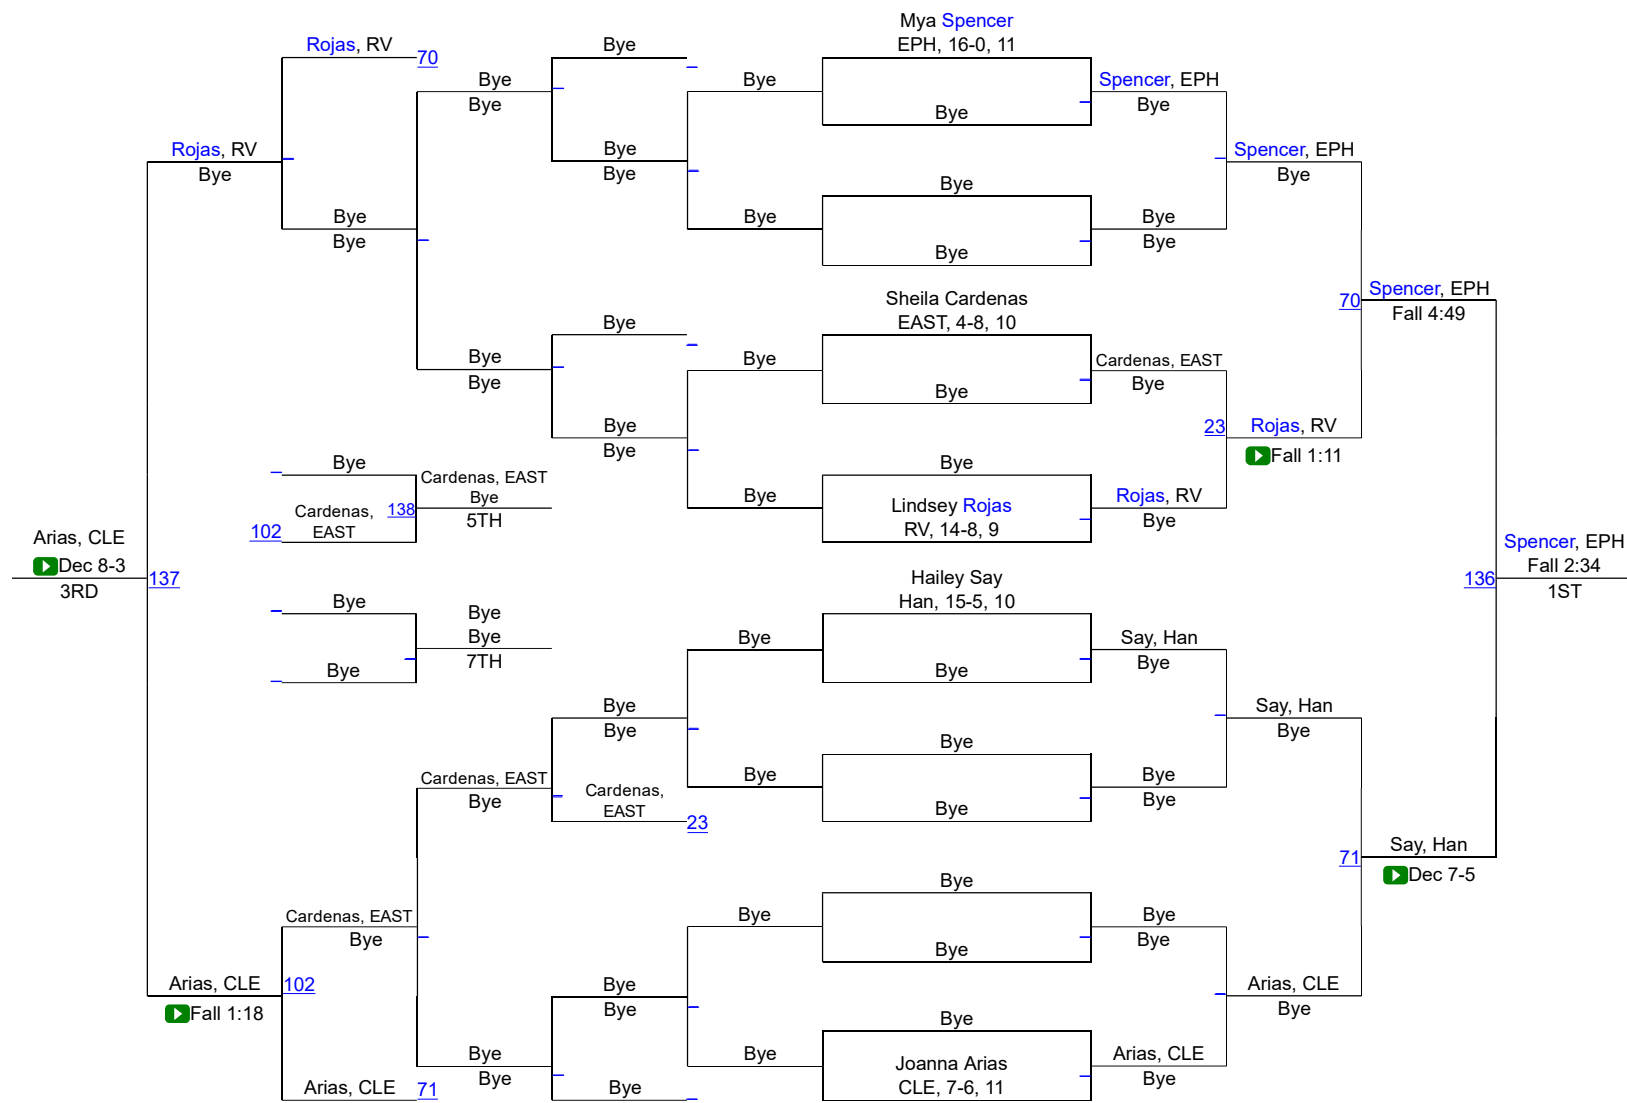 Mya Spencer
EPH, 16-0, 11
Rojas, RV
70
Bye
Bye
Bye
Bye
Spencer, EPH
Bye
Bye
Bye
Rojas, RV
Bye
Bye
Bye
Spencer, EPH
Bye
Bye
Bye
Bye
Bye
Bye
Bye
Bye
Sheila Cardenas
EAST, 4-8, 10
70
Spencer, EPH
Fall 4:49
Bye
Bye
Bye
Bye
Bye
Cardenas, EAST
Bye
Bye
Bye
23
Rojas, RV
Fall 1:11
Bye
Cardenas, EAST
Bye
5TH
Cardenas,
EAST
138
102
Bye
Bye
Lindsey Rojas
RV, 14-8, 9
Rojas, RV
Bye
Arias, CLE
Dec 8-3
3RD
137
Hailey Say
Han, 15-5, 10
136
Spencer, EPH
Fall 2:34
1ST
Bye
Bye
Bye
7TH
Bye
Bye
Bye
Say, Han
Bye
Bye
Bye
Say, Han
Bye
Cardenas, EAST
Bye
Cardenas,
EAST
23
Bye
Bye
Bye
Bye
Bye
71
Say, Han
Dec 7-5
Cardenas, EAST
Bye
Bye
Bye
Bye
Bye
Bye
Arias, CLE
Fall 1:18
102
Bye
Bye
Arias, CLE
Bye
Bye
Bye
Bye
Bye
Joanna Arias
CLE, 7-6, 11
Arias, CLE
Bye
Arias, CLE
71
Bye